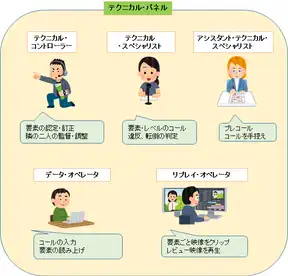 テクニカル・パネル
テクニカル・
コントローラー
テクニカル・
スペシャリスト
アシスタント・テクニカル・
スペシャリスト
要素の認定・訂正
隣の二人の監督・調整
要素・レベルのコール
違反、転倒の判定
プレコール
コールを手控え
データ・オペレータ
リプレイ・オペレータ
コールの入力
要素の読み上げ
要素ごと映像をクリップ
レビュー映像を再生